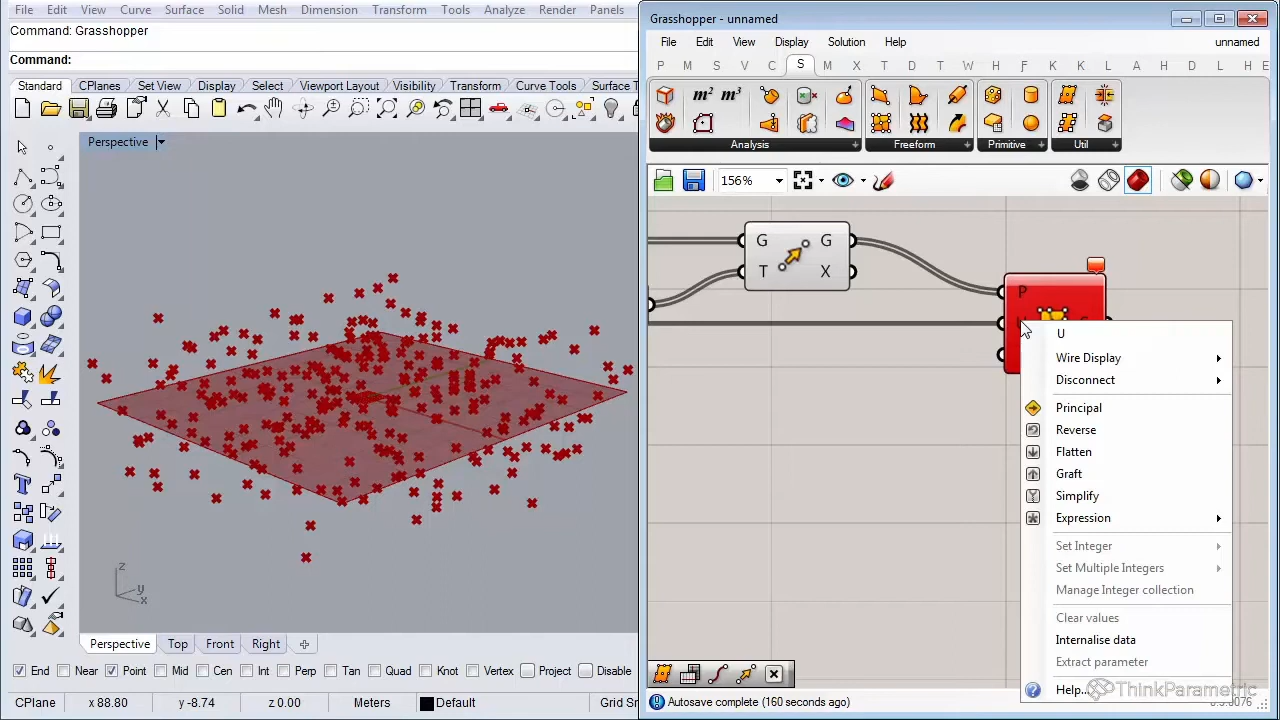 File Edit View Curve Surface Solid Mesh Dimension Transform Tools Analyze Render Panels
Command: Grasshopper
Command:
Standard CPlanes Set View Display Select Viewport Layout Visibility Transform Curve Tools Surface T
Perspective
z
y
x
Perspective Top Front Right
End Near Point Mid Cen Int Perp Tan Quad Knot Vertex Project Disable
CPlane x 88.80 y -8.74 z 0.00 Meters Default Grid Sn
Grasshopper - unnamed
File Edit View Display Solution Help unnamed
P M S V C S M X T D T W R H F K K L T L H E
m² m³
Analysis Freeform Primitive Util
156%
G G
T X
P
U
Wire Display
Disconnect
Principal
Reverse
Flatten
Graft
Simplify
Expression
Set Integer
Set Multiple Integers
Manage Integer collection
Clear values
Internalise data
Extract parameter
Help...
ThinkParametric
Autosave complete (160 seconds ago)